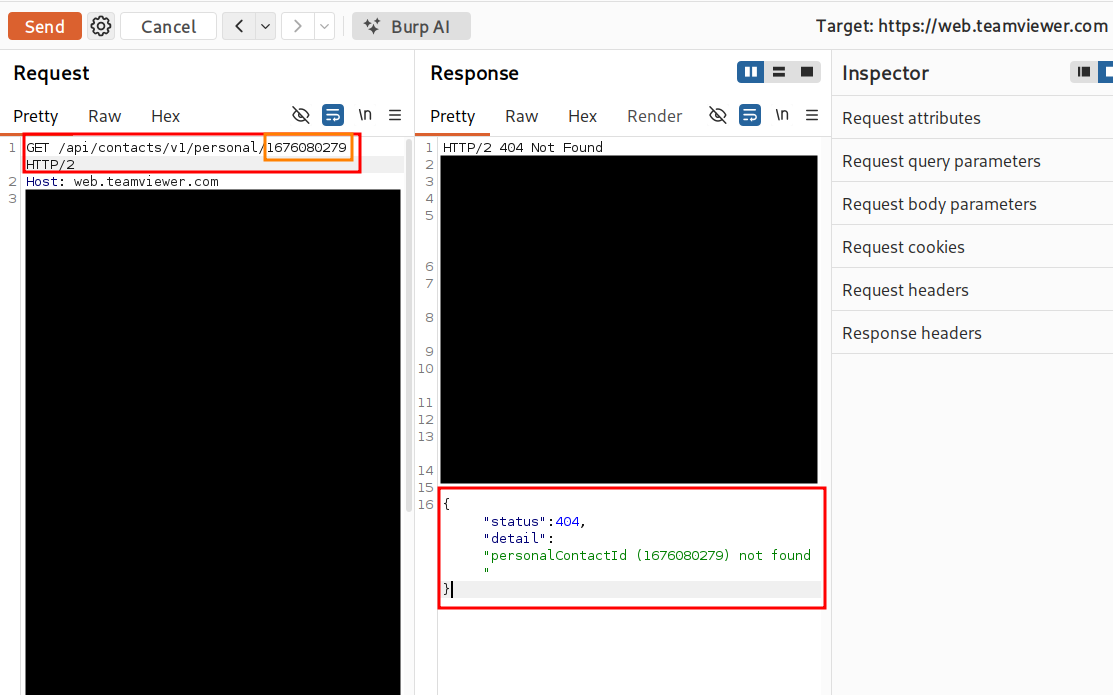 Send
Cancel
Burp AI
Target: https://web.teamviewer.com
Request
Response
Inspector
Pretty
Raw
Hex
\n
Pretty
Raw
Hex
Render
\n
1 GET /api/contacts/v1/personal/1676080279
HTTP/2
2 Host: web.teamviewer.com
3
1 HTTP/2 404 Not Found
2
3
4
5
6
7
8
9
10
11
12
13
14
15
16 {
"status":404,
"detail":
"personalContactId (1676080279) not found
"
}
Request attributes
Request query parameters
Request body parameters
Request cookies
Request headers
Response headers